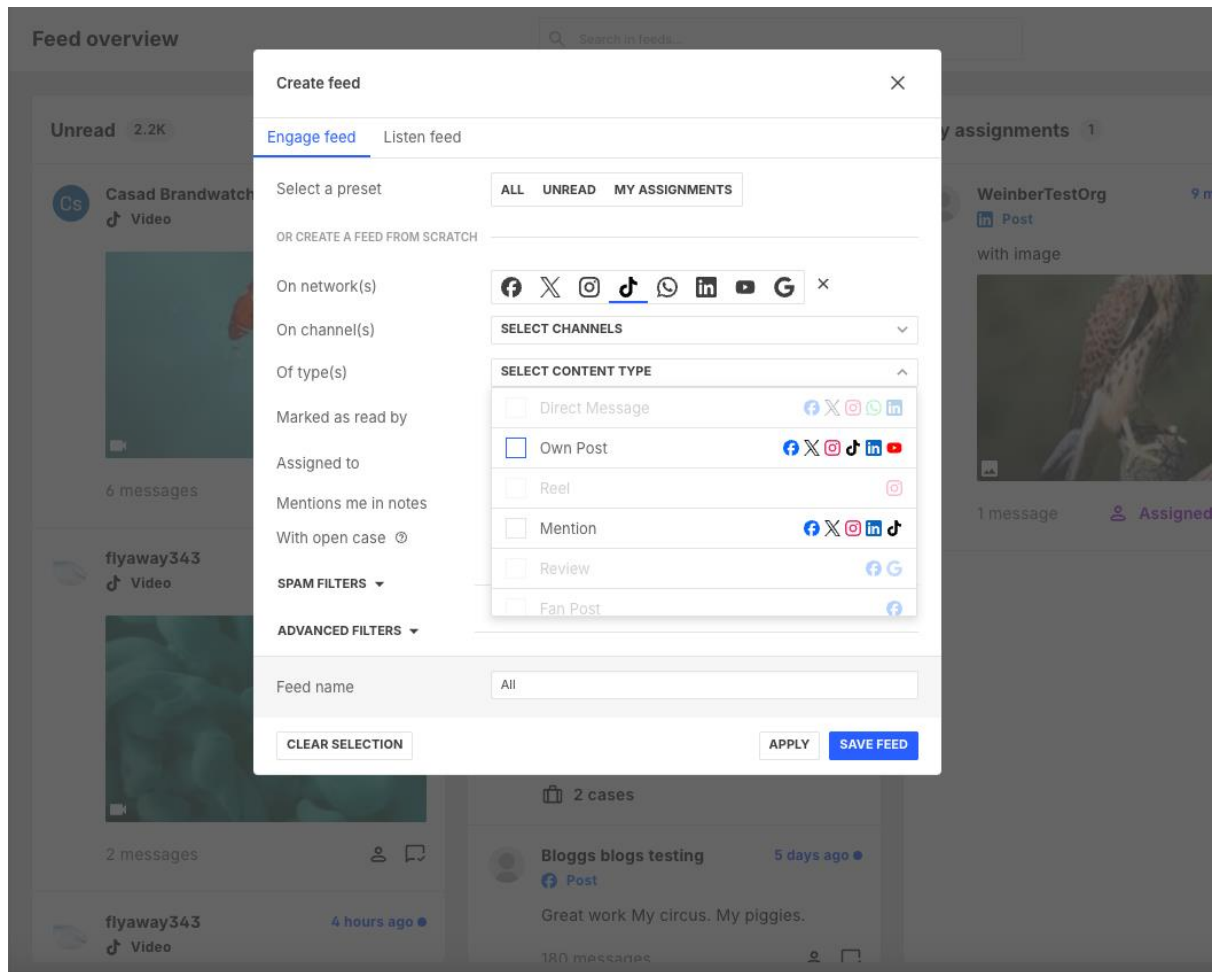 Feed overview
Search in feeds...
Create feed
Engage feed Listen feed
Select a preset
ALL UNREAD MY ASSIGNMENTS
OR CREATE A FEED FROM SCRATCH
On network(s)
On channel(s)
SELECT CHANNELS
Of type(s)
SELECT CONTENT TYPE
Direct Message
Own Post
Reel
Mention
Review
Fan Post
Marked as read by
Assigned to
Mentions me in notes
With open case
SPAM FILTERS
ADVANCED FILTERS
Feed name
All
CLEAR SELECTION
APPLY
SAVE FEED
Unread 2.2K
Cs
Casad Brandwatch
Video
6 messages
flyaway343
Video
2 messages
flyaway343
4 hours ago
Video
2 cases
Bloggs blogs testing
5 days ago
Post
Great work My circus. My piggies.
180 messages
y assignments 1
WeinberTestOrg
9 m
Post
with image
1 message
Assigned